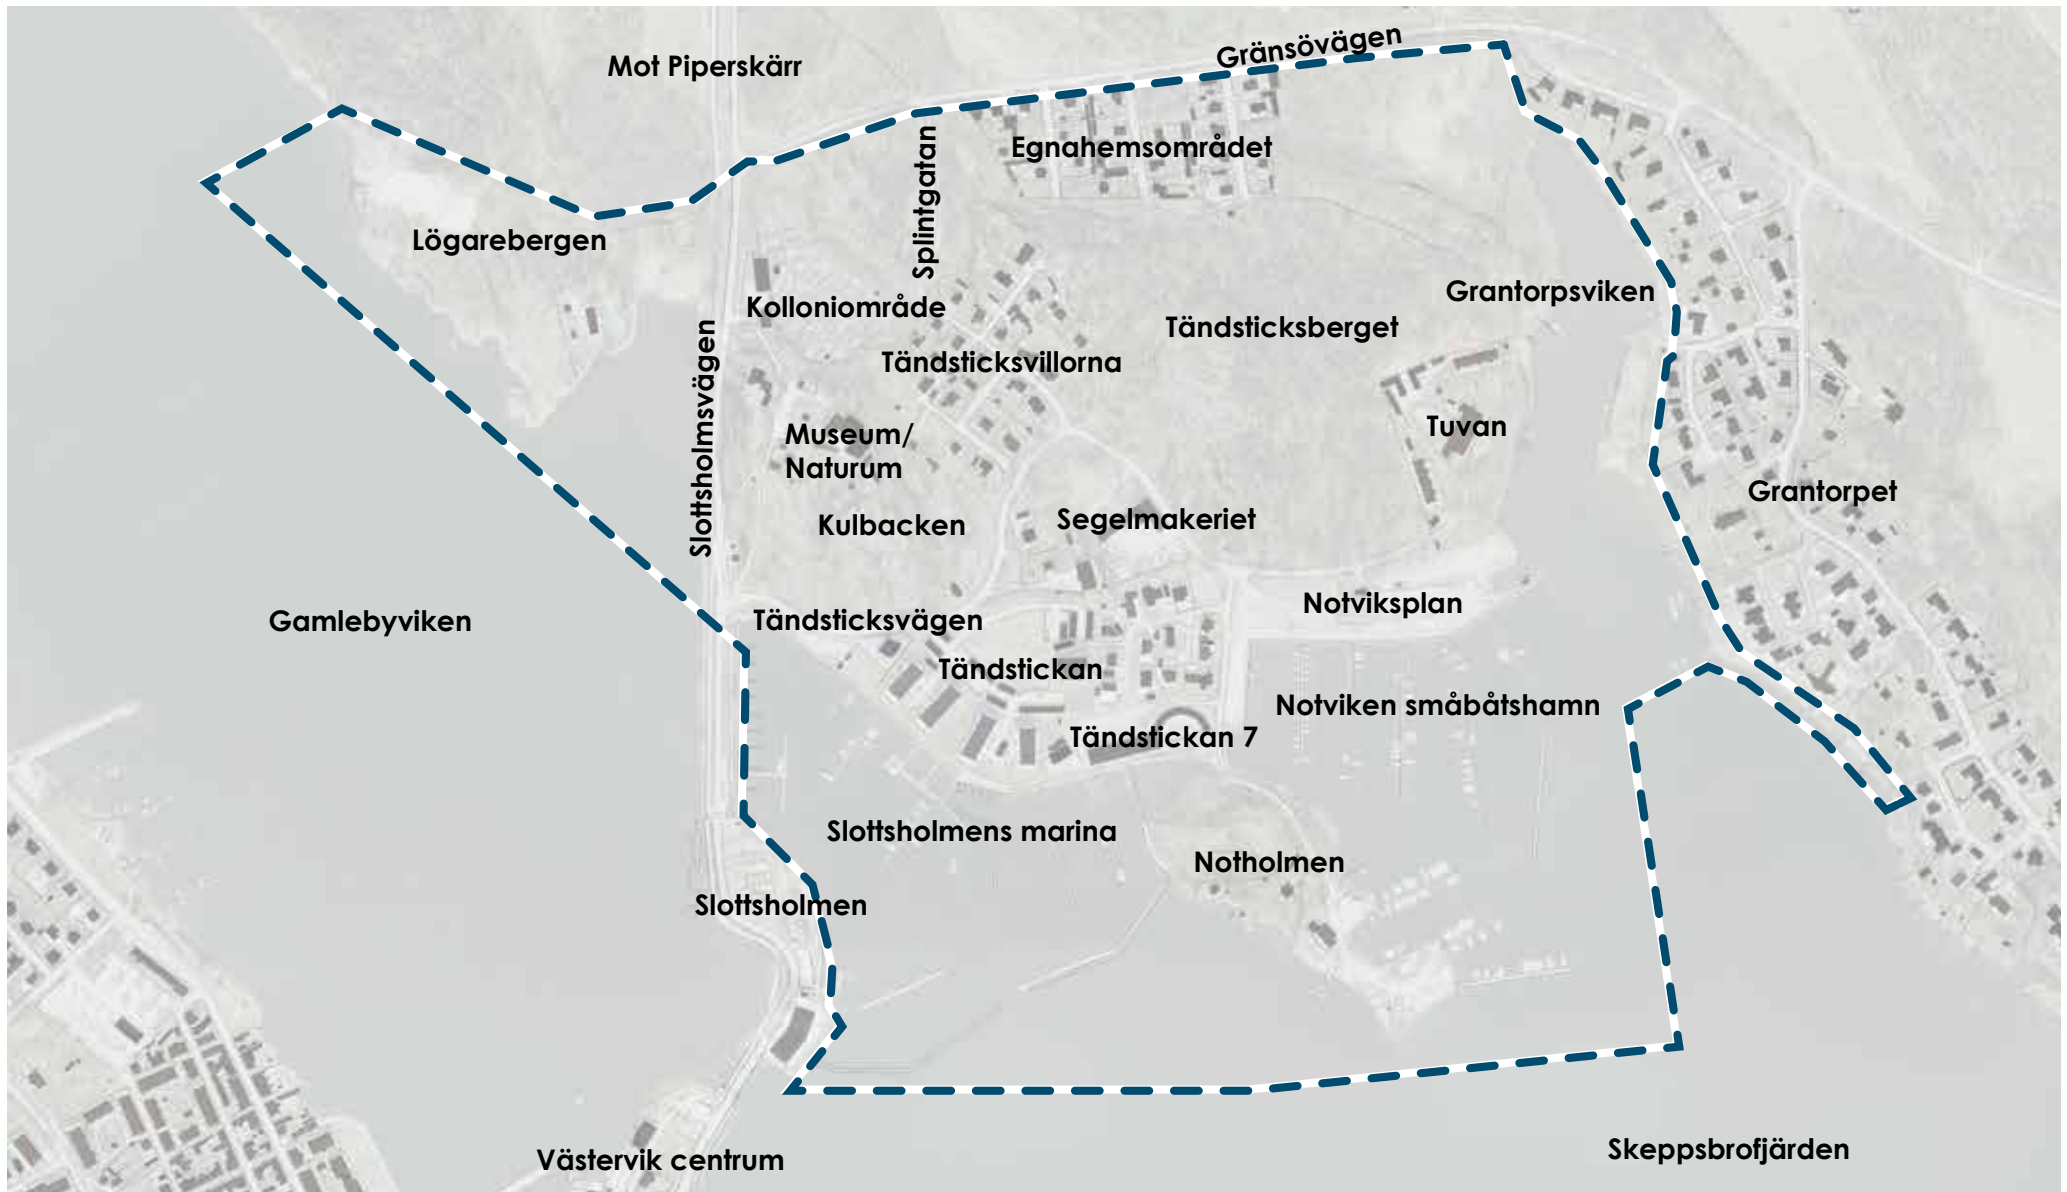 Gränsövägen
Mot Piperskärr
Egnahemsområdet
Splintgatan
Lögarebergen
Grantorpsviken
Kolloniområde
Tändsticksberget
Tändsticksvillorna
Slottsholmsvägen
Tuvan
Museum/
Naturum
Grantorpet
Segelmakeriet
Kulbacken
Notviksplan
Gamlebyviken
Tändsticksvägen
Tändstickan
Notviken småbåtshamn
Tändstickan 7
Slottsholmens marina
Notholmen
Slottsholmen
Skeppsbrofjärden
Västervik centrum